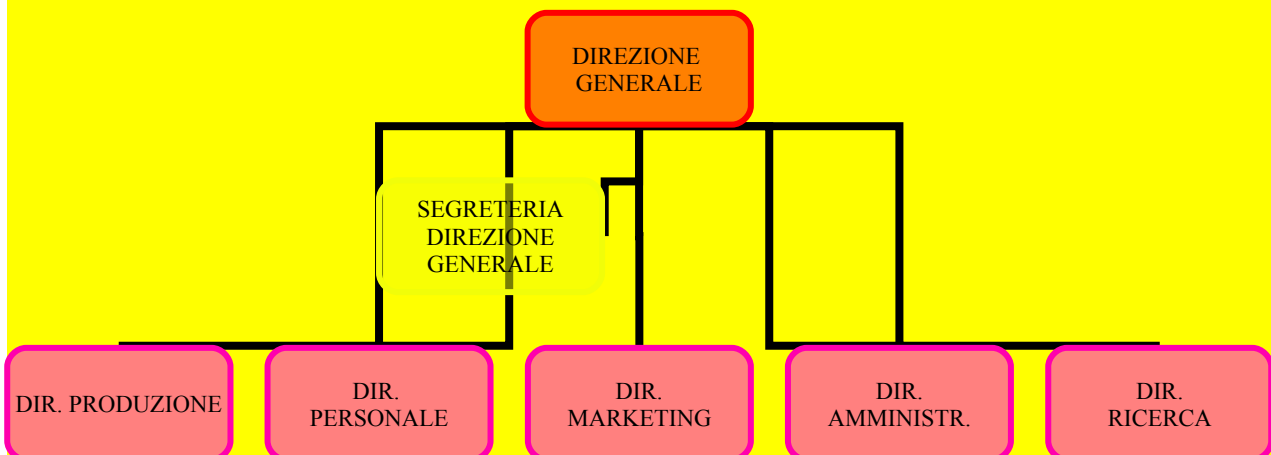 DIREZIONE
GENERALE
SEGRETERIA
DIREZIONE
GENERALE
DIR. PRODUZIONE
DIR.
PERSONALE
DIR.
MARKETING
DIR.
AMMINISTR.
DIR.
RICERCA